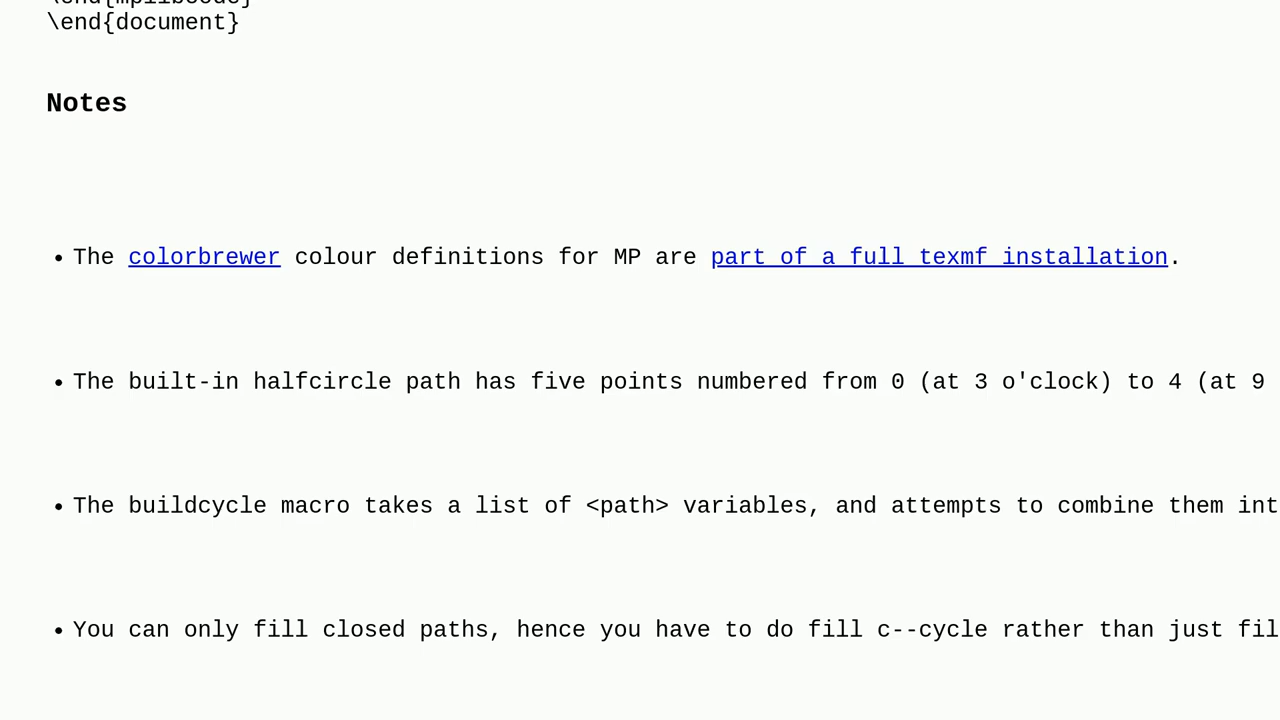 \end{mplibcode}
\end{document}
Notes
• The colorbrewer colour definitions for MP are part of a full texmf installation.
• The built-in halfcircle path has five points numbered from 0 (at 3 o'clock) to 4 (at 9
• The buildcycle macro takes a list of <path> variables, and attempts to combine them int
• You can only fill closed paths, hence you have to do fill c--cycle rather than just fil